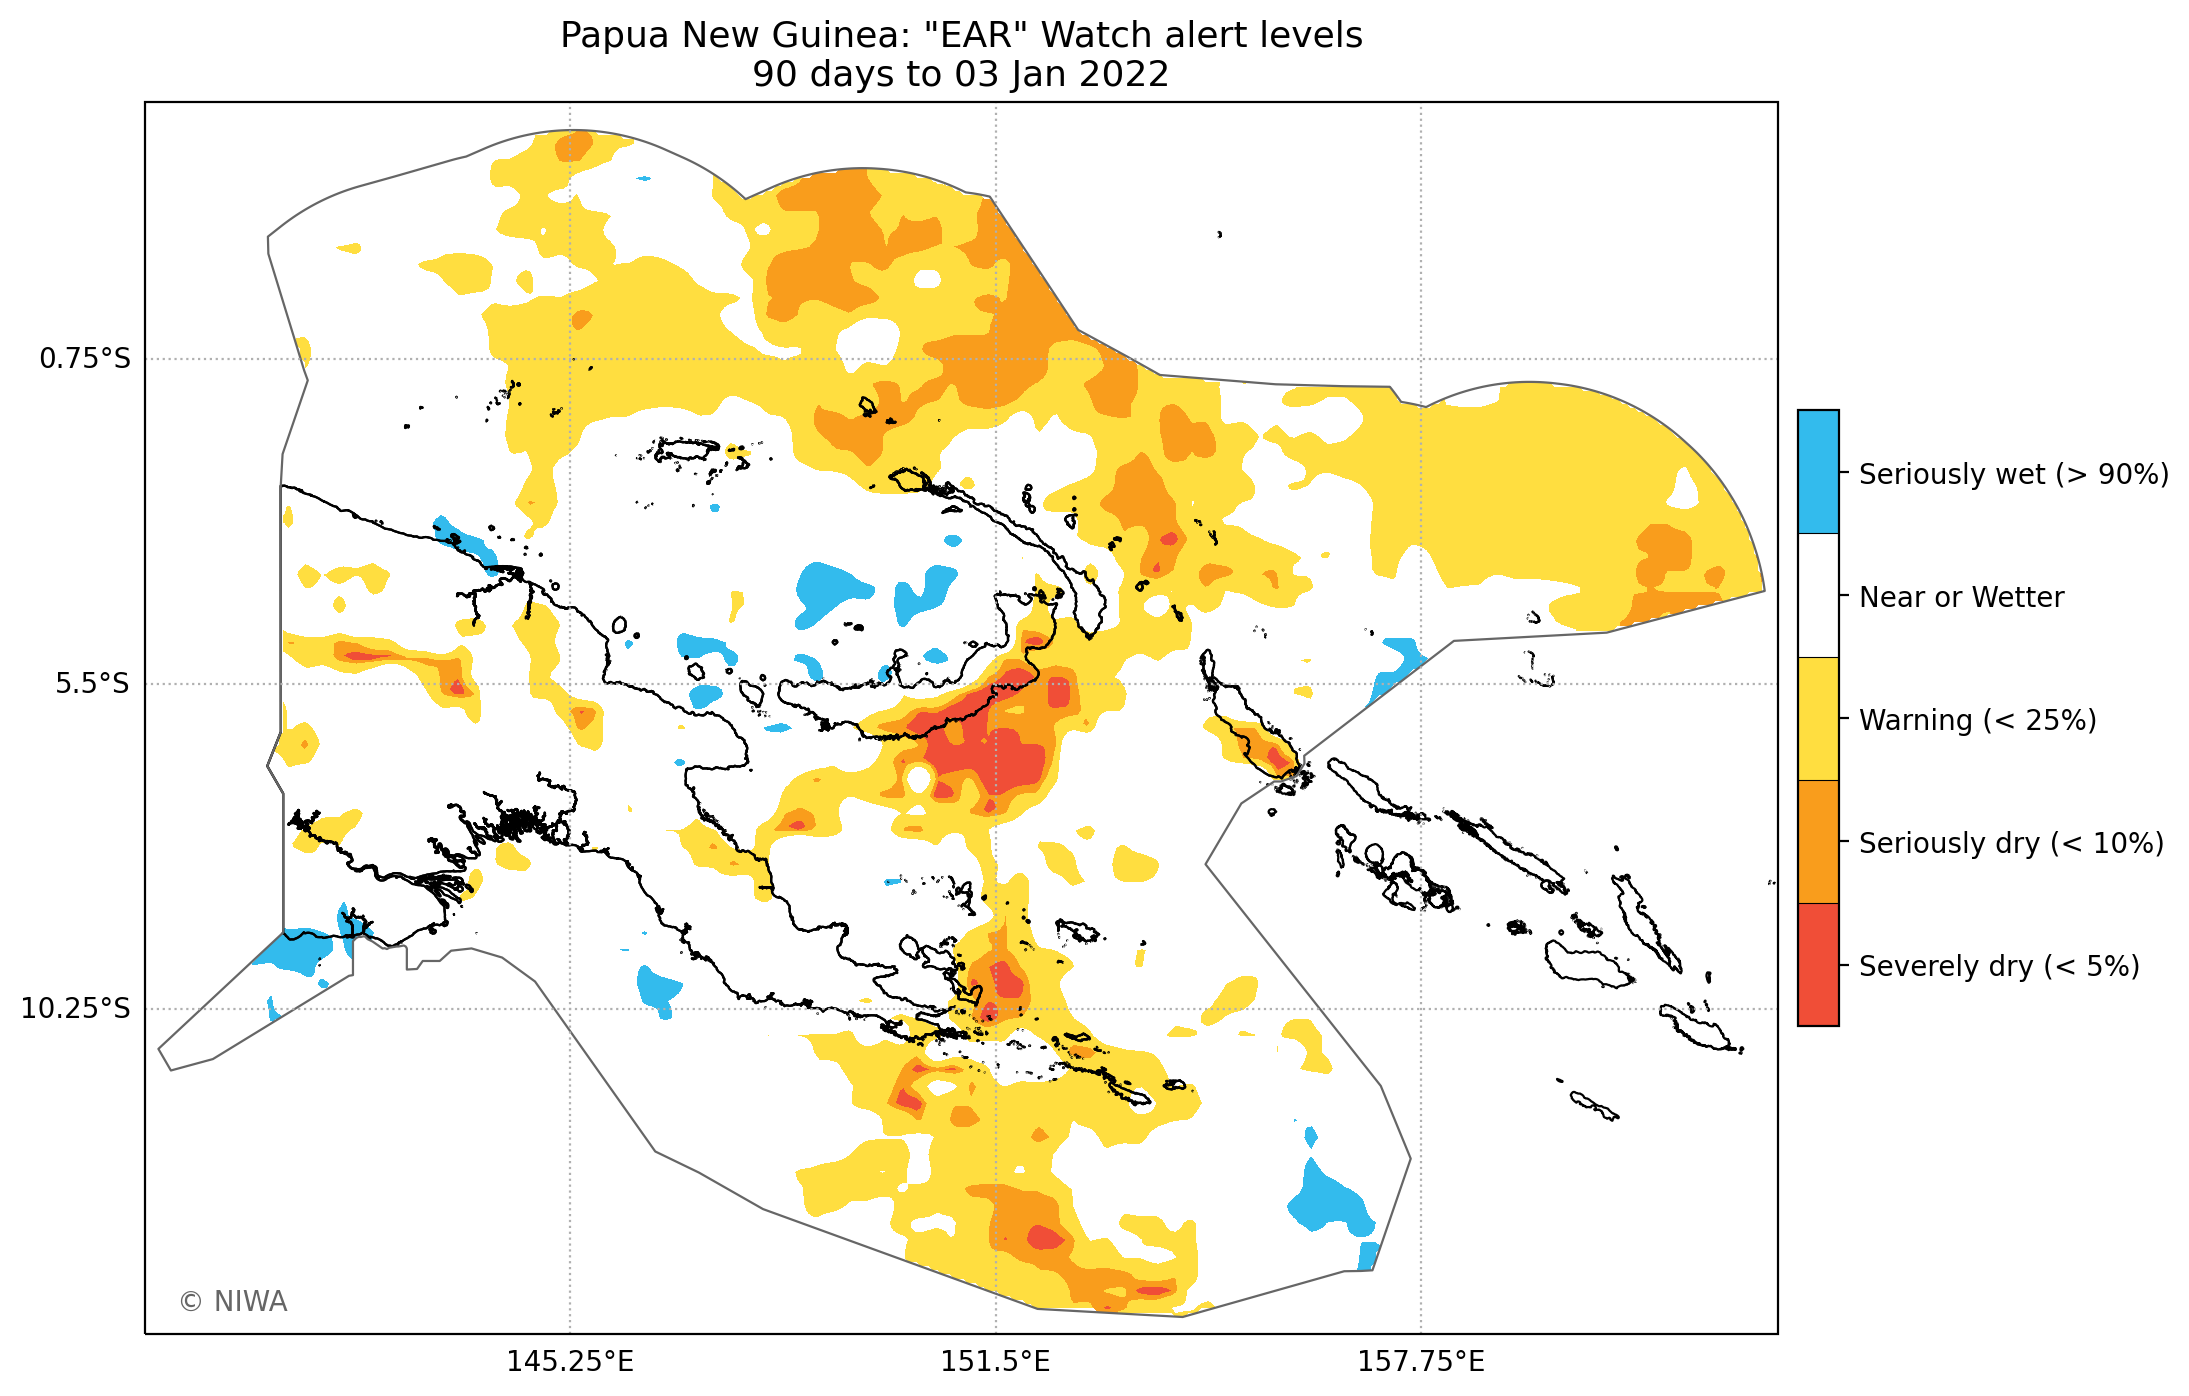 Papua New Guinea: "EAR" Watch alert levels
90 days to 03 Jan 2022
0.75°S
5.5°S
10.25°S
145.25°E
151.5°E
157.75°E
Seriously wet (> 90%)
Near or Wetter
Warning (< 25%)
Seriously dry (< 10%)
Severely dry (< 5%)
© NIWA